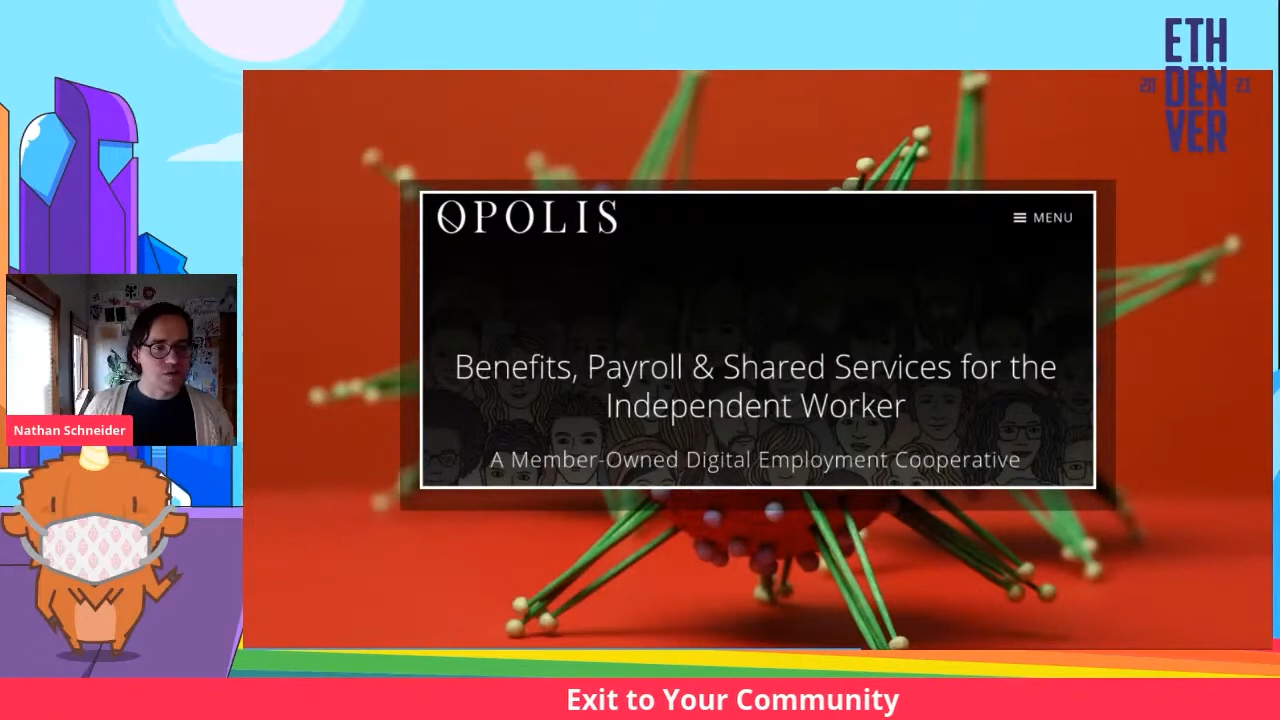 ETH
20 DEN 21
VER
OPOLIS
MENU
Benefits, Payroll & Shared Services for the
Independent Worker
A Member-Owned Digital Employment Cooperative
Nathan Schneider
Exit to Your Community